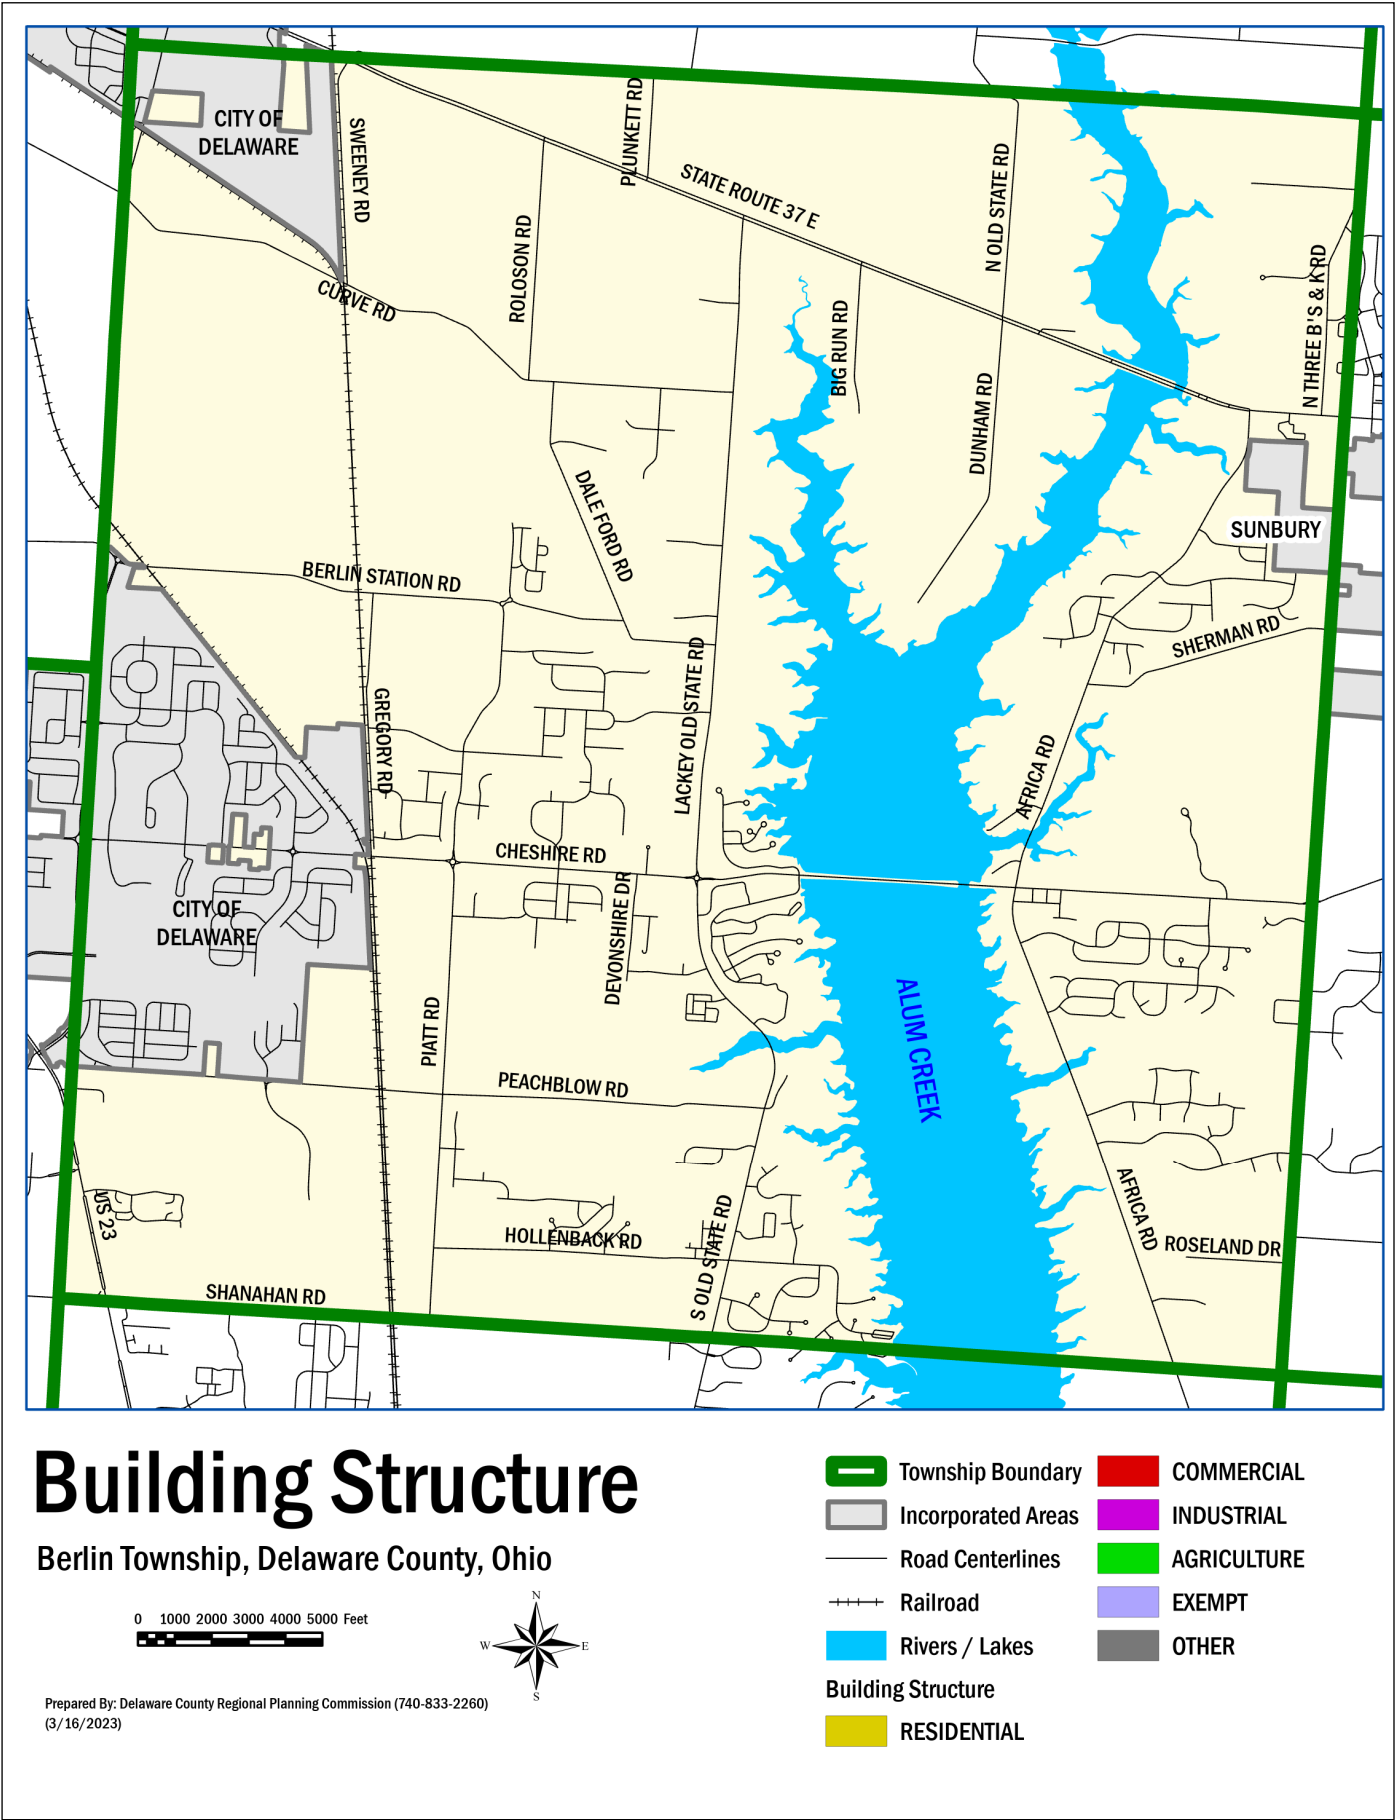 CITY OF
DELAWARE
SWEENEY RD
PLUNKETT RD
STATE ROUTE 37 E
N OLD STATE RD
ROLOSON RD
CURVE RD
BIG RUN RD
N THREE B'S & K RD
DUNHAM RD
DALE FORD RD
SUNBURY
BERLIN STATION RD
SHERMAN RD
LACKEY OLD STATE RD
GREGORY RD
AFRICA RD
CHESHIRE RD
DEVONSHIRE DR
CITY OF
DELAWARE
ALUM CREEK
PIATT RD
PEACHBLOW RD
AFRICA RD
US 23
S OLD STATE RD
HOLLENBACK RD
ROSELAND DR
SHANAHAN RD
Building Structure
Berlin Township, Delaware County, Ohio
0 1000 2000 3000 4000 5000 Feet
N
W E
S
Prepared By: Delaware County Regional Planning Commission (740-833-2260)
(3/16/2023)
Township Boundary
Incorporated Areas
Road Centerlines
Railroad
Rivers / Lakes
Building Structure
RESIDENTIAL
COMMERCIAL
INDUSTRIAL
AGRICULTURE
EXEMPT
OTHER